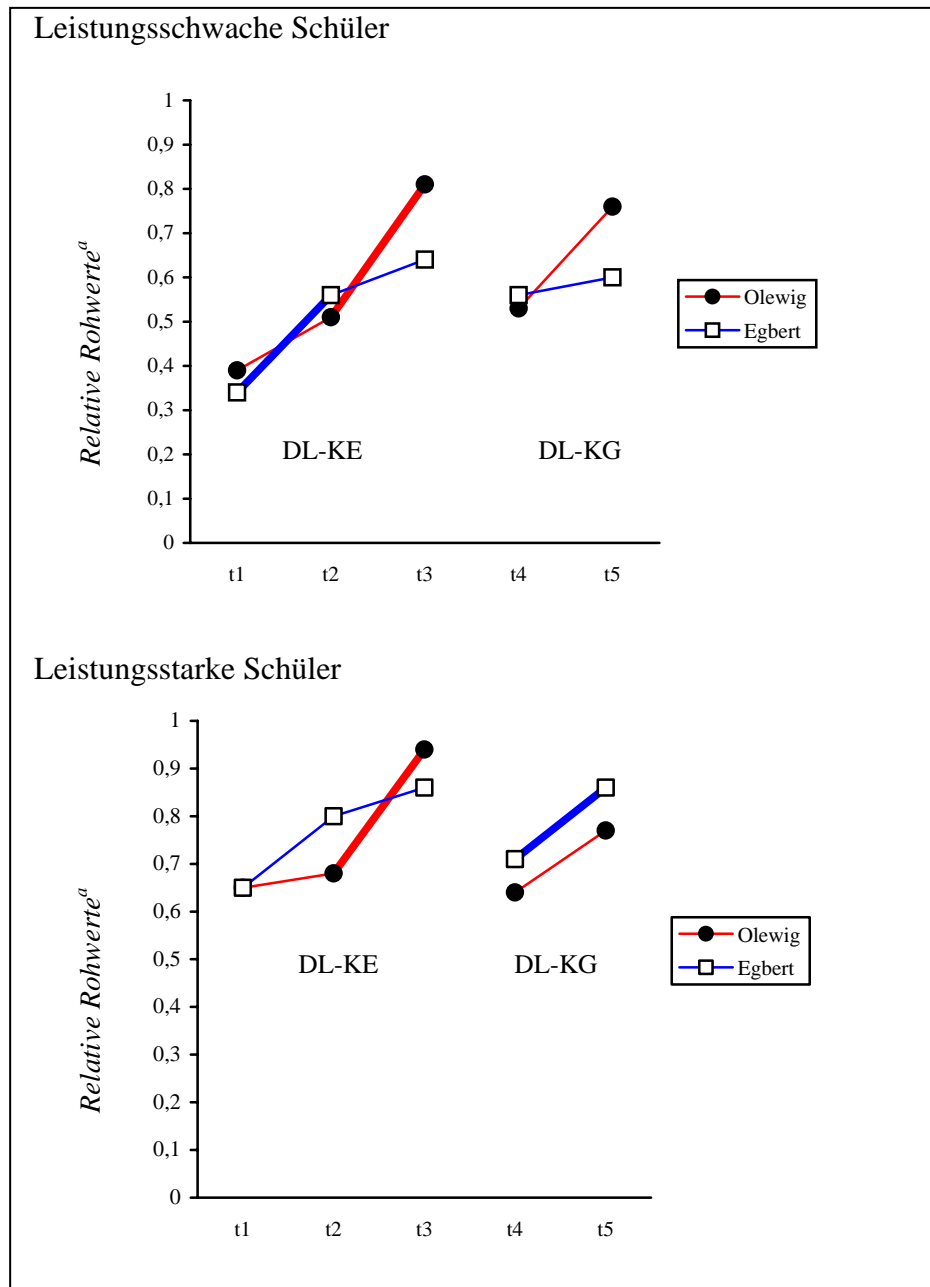 Leistungsschwache Schüler
Relative Rohwerteᵃ
1
0,9
0,8
0,7
0,6
0,5
0,4
0,3
0,2
0,1
0
DL-KE DL-KG
t1 t2 t3 t4 t5
Olewig
Egbert
Leistungsstarke Schüler
Relative Rohwerteᵃ
1
0,9
0,8
0,7
0,6
0,5
0,4
0,3
0,2
0,1
0
DL-KE DL-KG
t1 t2 t3 t4 t5
Olewig
Egbert